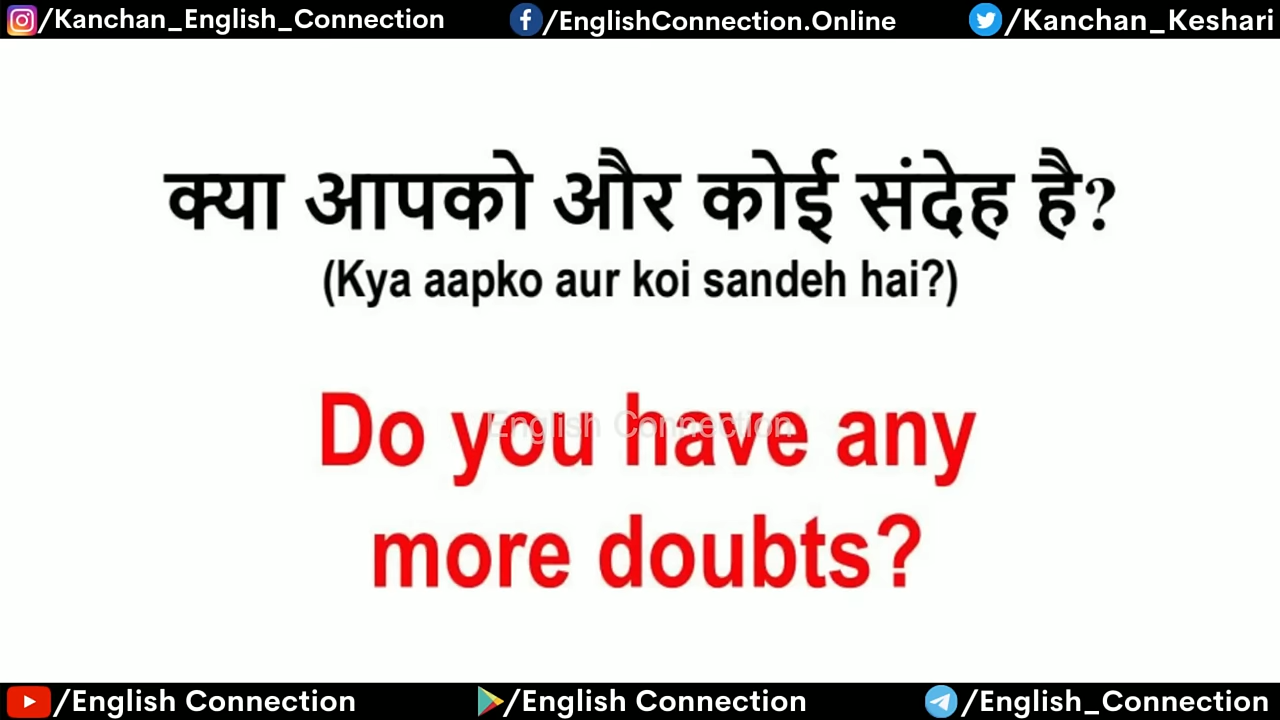 /Kanchan_English_Connection /EnglishConnection.Online /Kanchan_Keshari
क्या आपको और कोई संदेह है?
(Kya aapko aur koi sandeh hai?)
Do you have any
English Connection
more doubts?
/English Connection /English Connection /English_Connection